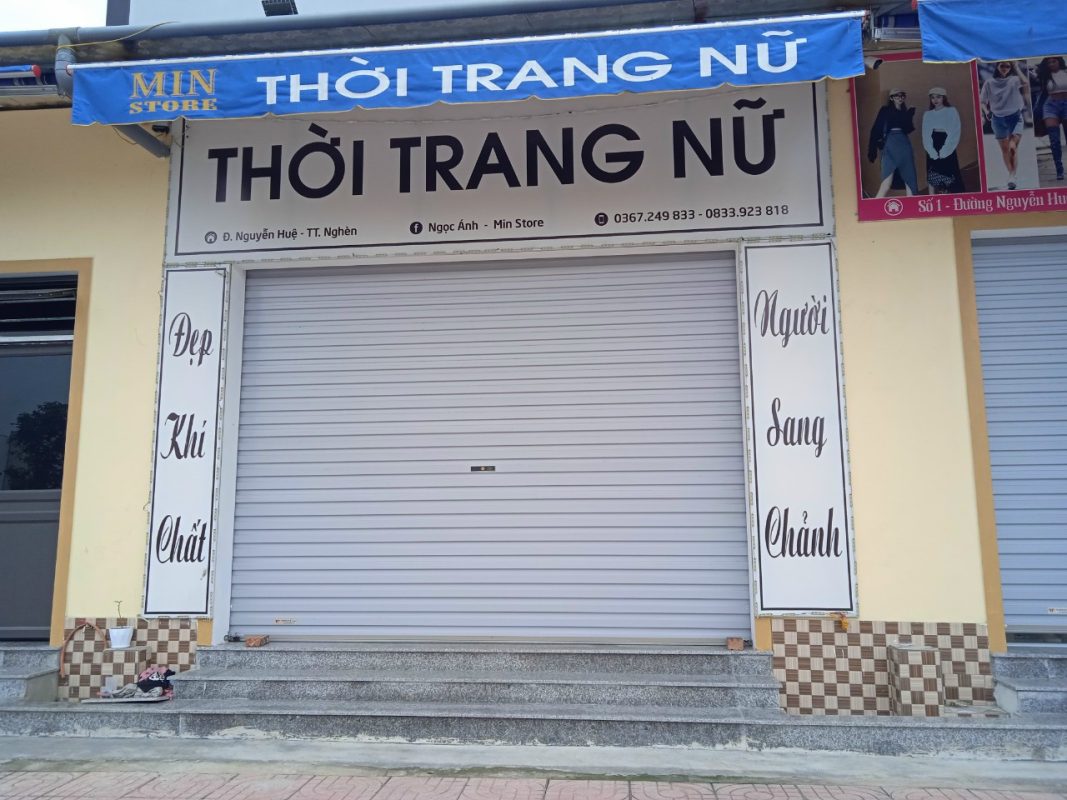 MIN
STORE
THỜI TRANG NỮ
THỜI TRANG NỮ
Đ. Nguyễn Huệ - TT. Nghèn
Ngọc Ánh - Min Store
0367.249 833 - 0833.923 818
Đẹp
Khí
Chất
Người
Sang
Chảnh
Số 1 - Đường Nguyễn